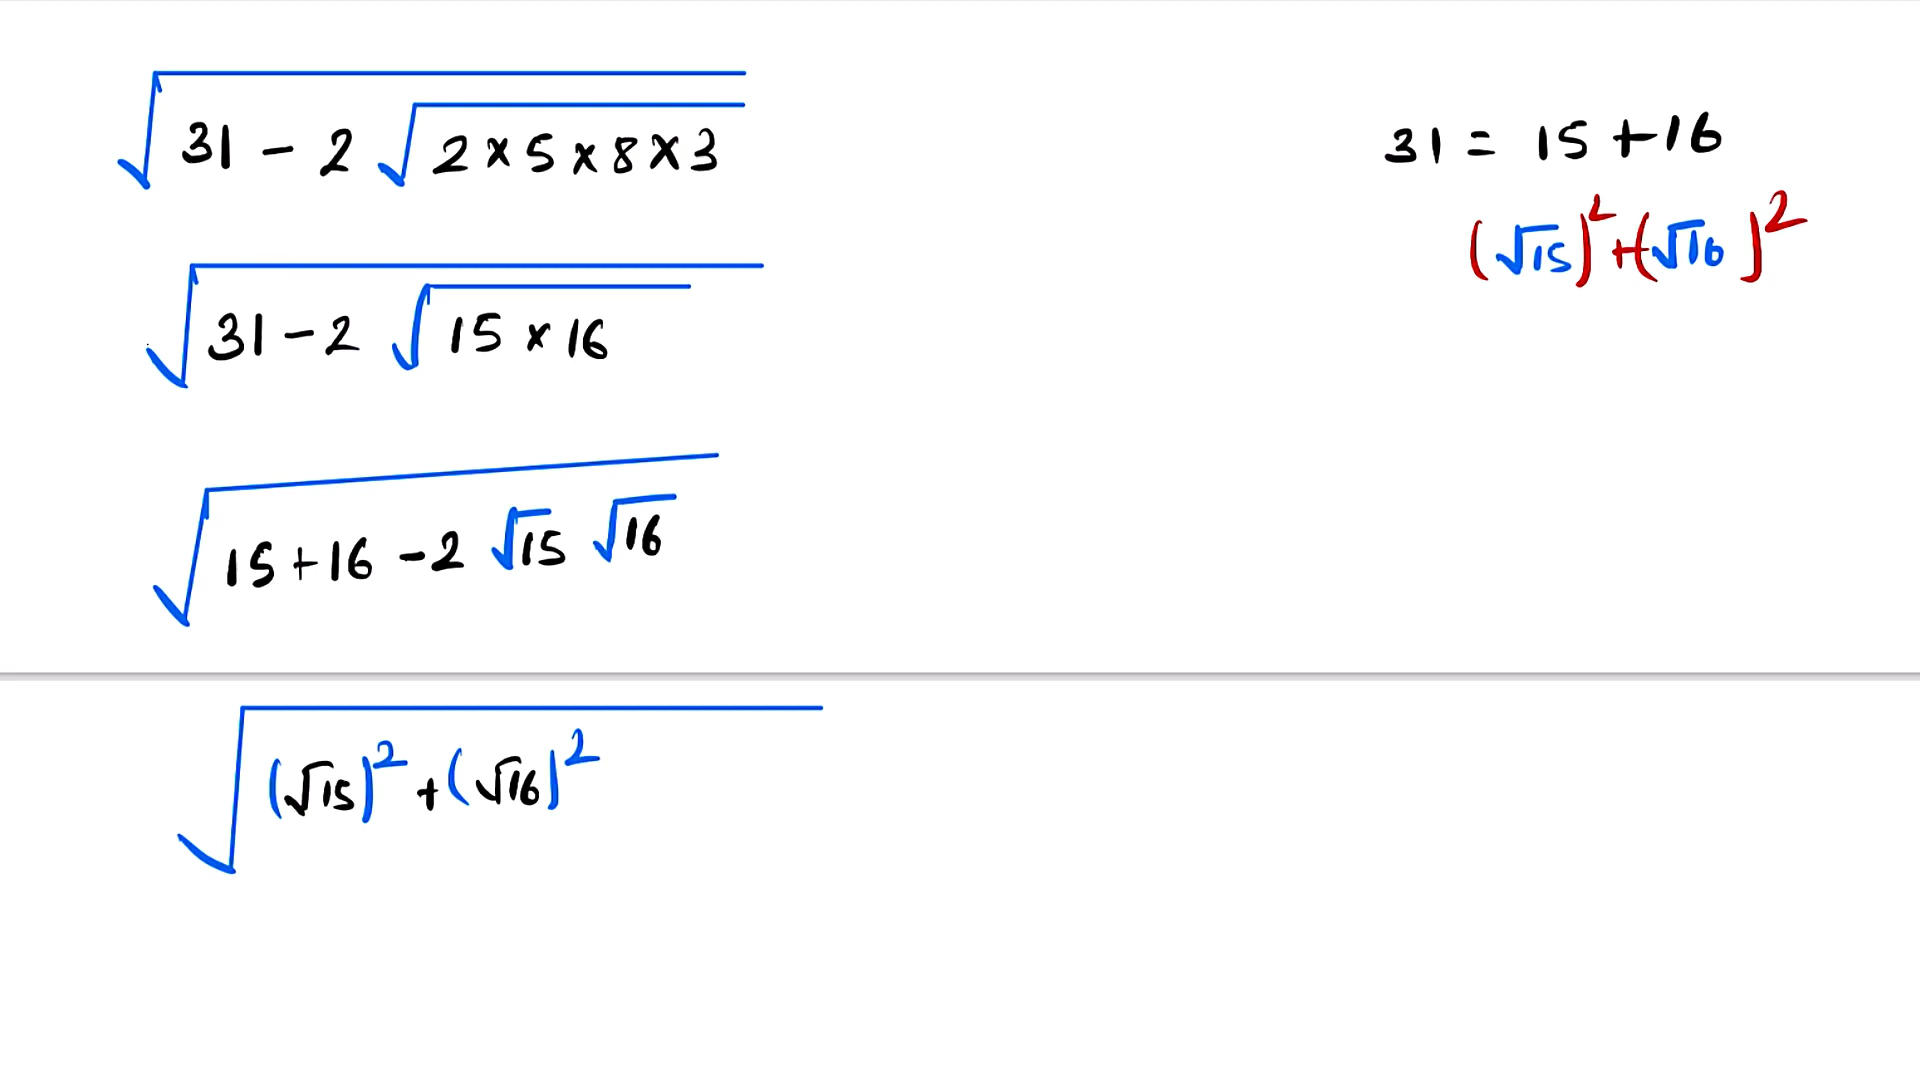 √(31 - 2√(2×5×8×3))
31 = 15 + 16
(√15)² + (√16)²
√(31 - 2√(15 × 16))
√(15 + 16 - 2√15 √16)
√((√15)² + (√16)²